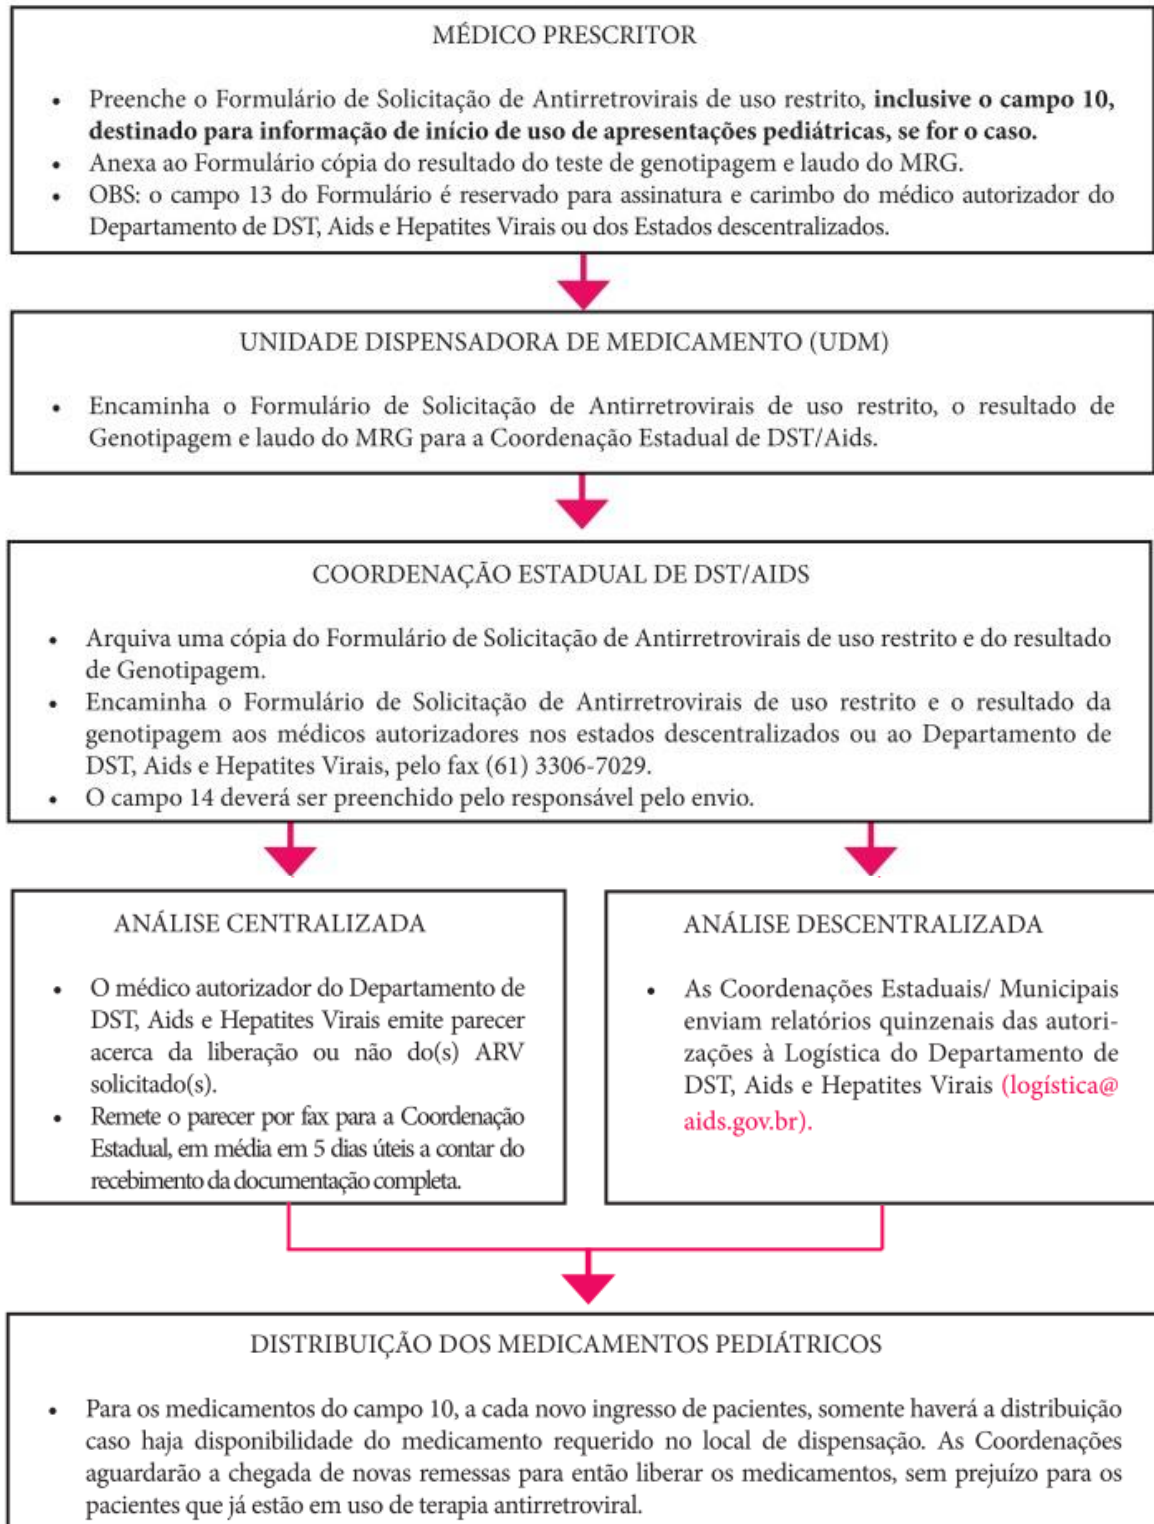 MÉDICO PRESCRITOR
• Preenche o Formulário de Solicitação de Antirretrovirais de uso restrito, inclusive o campo 10,
destinado para informação de início de uso de apresentações pediátricas, se for o caso.
• Anexa ao Formulário cópia do resultado do teste de genotipagem e laudo do MRG.
• OBS: o campo 13 do Formulário é reservado para assinatura e carimbo do médico autorizador do
Departamento de DST, Aids e Hepatites Virais ou dos Estados descentralizados.
UNIDADE DISPENSADORA DE MEDICAMENTO (UDM)
• Encaminha o Formulário de Solicitação de Antirretrovirais de uso restrito, o resultado de
Genotipagem e laudo do MRG para a Coordenação Estadual de DST/Aids.
COORDENAÇÃO ESTADUAL DE DST/AIDS
• Arquiva uma cópia do Formulário de Solicitação de Antirretrovirais de uso restrito e do resultado
de Genotipagem.
• Encaminha o Formulário de Solicitação de Antirretrovirais de uso restrito e o resultado da
genotipagem aos médicos autorizadores nos estados descentralizados ou ao Departamento de
DST, Aids e Hepatites Virais, pelo fax (61) 3306-7029.
• O campo 14 deverá ser preenchido pelo responsável pelo envio.
ANÁLISE CENTRALIZADA
• O médico autorizador do Departamento de
DST, Aids e Hepatites Virais emite parecer
acerca da liberação ou não do(s) ARV
solicitado(s).
• Remete o parecer por fax para a Coordenação
Estadual, em média em 5 dias úteis a contar do
recebimento da documentação completa.
ANÁLISE DESCENTRALIZADA
• As Coordenações Estaduais/ Municipais
enviam relatórios quinzenais das autori-
zações à Logística do Departamento de
DST, Aids e Hepatites Virais (logística@
aids.gov.br).
DISTRIBUIÇÃO DOS MEDICAMENTOS PEDIÁTRICOS
• Para os medicamentos do campo 10, a cada novo ingresso de pacientes, somente haverá a distribuição
caso haja disponibilidade do medicamento requerido no local de dispensação. As Coordenações
aguardarão a chegada de novas remessas para então liberar os medicamentos, sem prejuízo para os
pacientes que já estão em uso de terapia antirretroviral.